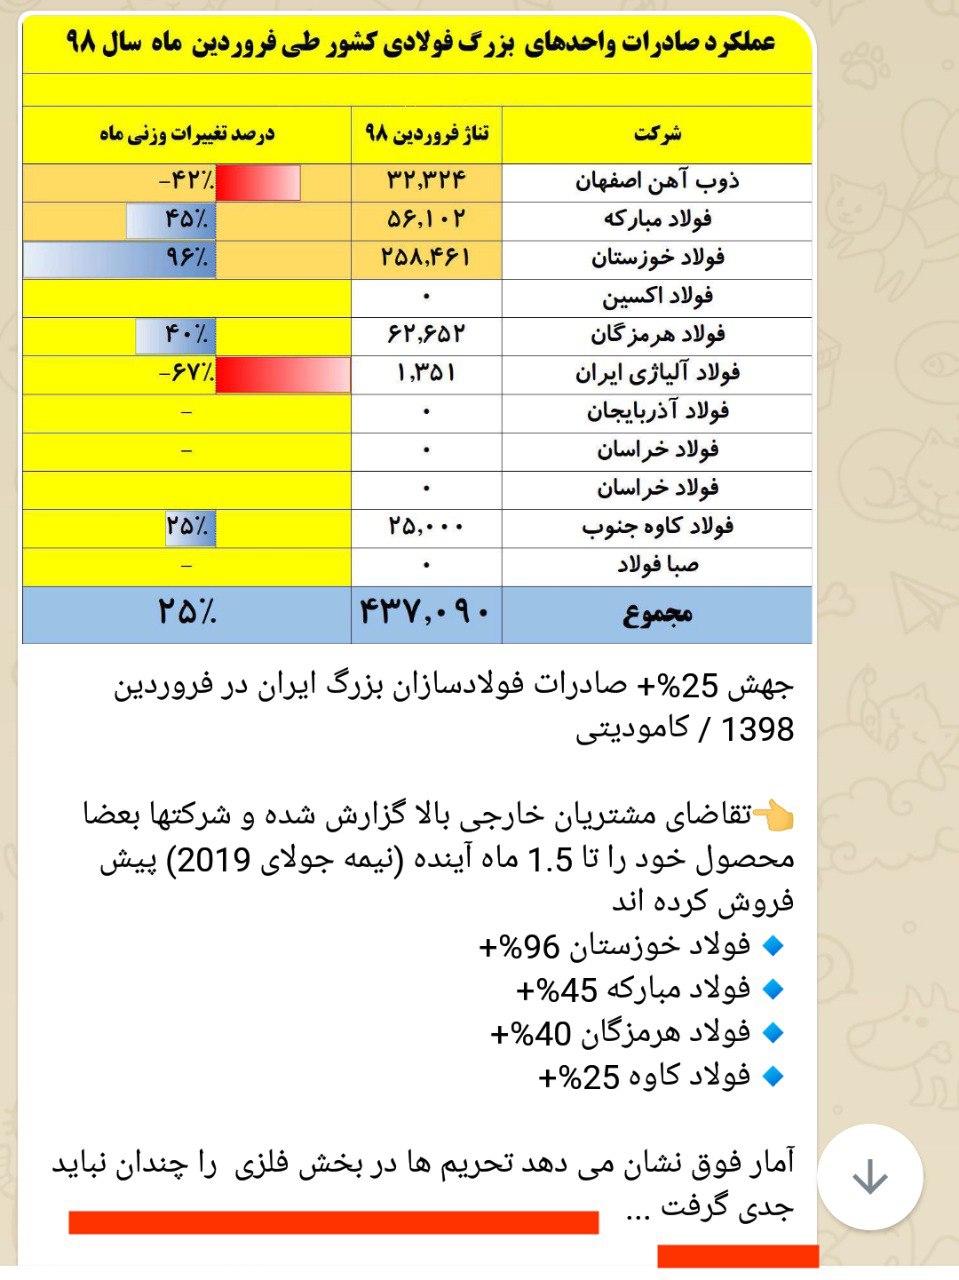 عملکرد صادرات واحدهای بزرگ فولادی کشور طی فروردین ماه سال ۹۸
شرکت تناژ فروردین ۹۸ درصد تغییرات وزنی ماه
ذوب آهن اصفهان ۳۲,۳۲۴ -۴۲٪
فولاد مبارکه ۵۶,۱۰۲ ۴۵٪
فولاد خوزستان ۲۵۸,۴۶۱ ۹۶٪
فولاد اکسین ۰
فولاد هرمزگان ۶۲,۶۵۲ ۴۰٪
فولاد آلیاژی ایران ۱,۳۵۱ -۶۷٪
فولاد آذربایجان ۰ -
فولاد خراسان ۰ -
فولاد خراسان ۰
فولاد کاوه جنوب ۲۵,۰۰۰ ۲۵٪
صبا فولاد ۰ -
مجموع ۴۳۷,۰۹۰ ۲۵٪
جهش 25%+ صادرات فولادسازان بزرگ ایران در فروردین
1398 / کامودیتی
👈تقاضای مشتریان خارجی بالا گزارش شده و شرکتها بعضا
محصول خود را تا 1.5 ماه آینده (نیمه جولای 2019) پیش
فروش کرده اند
🔹 فولاد خوزستان 96%+
🔹 فولاد مبارکه 45%+
🔹 فولاد هرمزگان 40%+
🔹 فولاد کاوه 25%+
آمار فوق نشان می دهد تحریم ها در بخش فلزی را چندان نباید
جدی گرفت ...